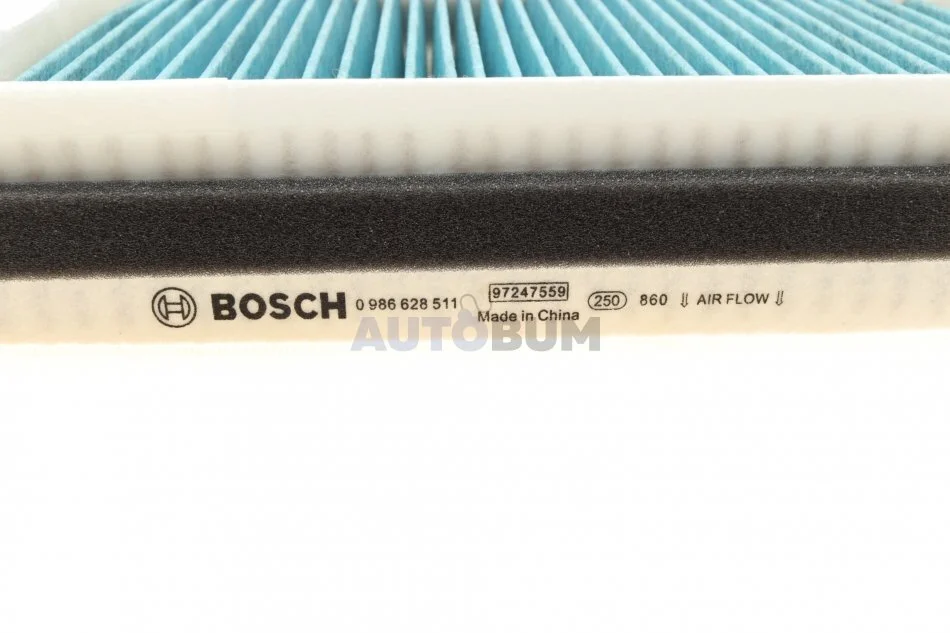 BOSCH 0 986 628 511 97247559 250 860 ⇓ AIR FLOW ⇓
Made in China
AUTOBUM